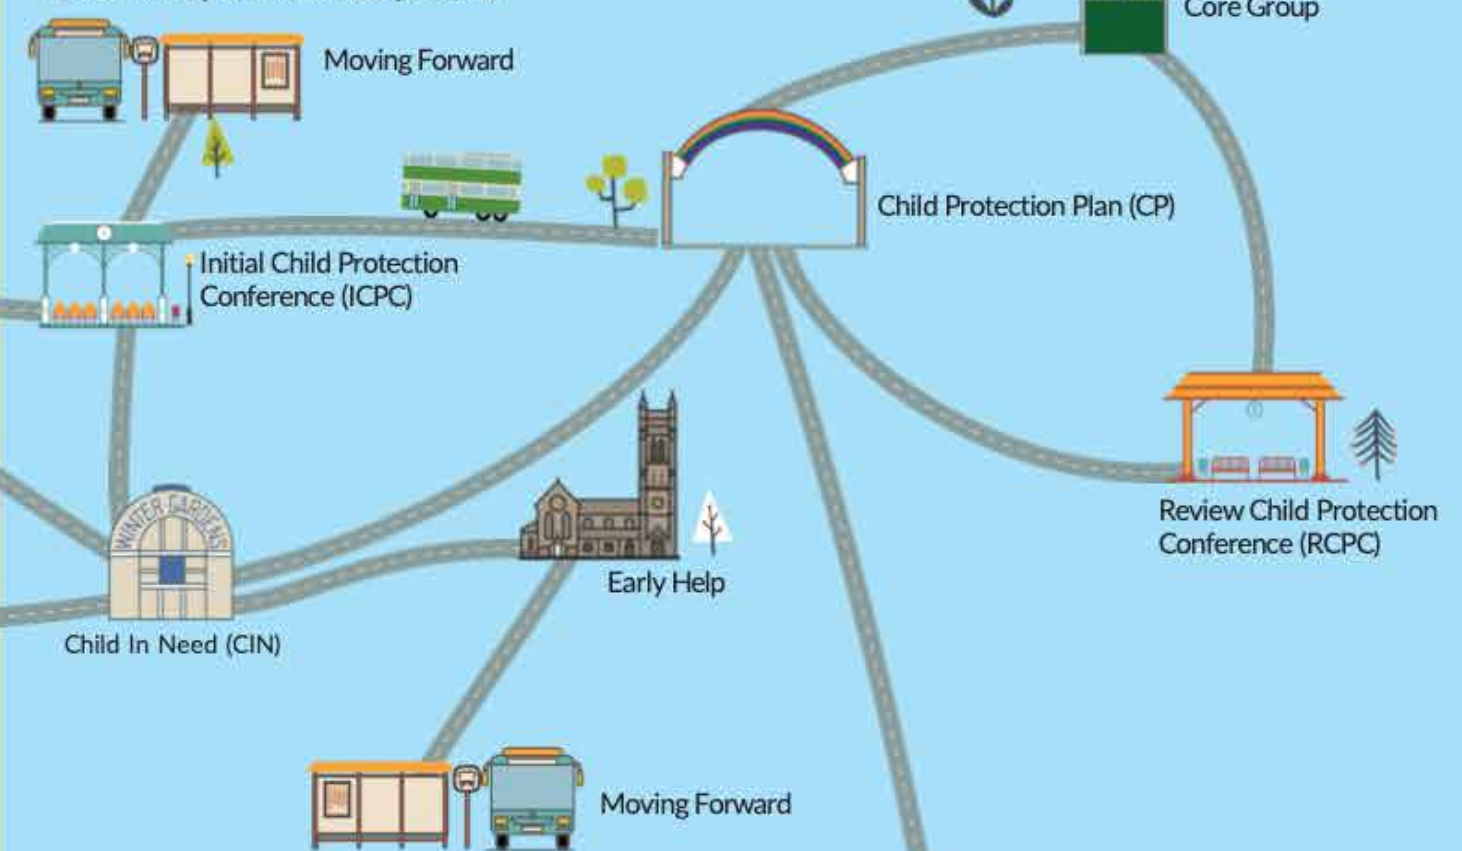 Core Group
Moving Forward
Child Protection Plan (CP)
Initial Child Protection
Conference (ICPC)
WINTER GARDENS
Review Child Protection
Conference (RCPC)
Early Help
Child In Need (CIN)
Moving Forward